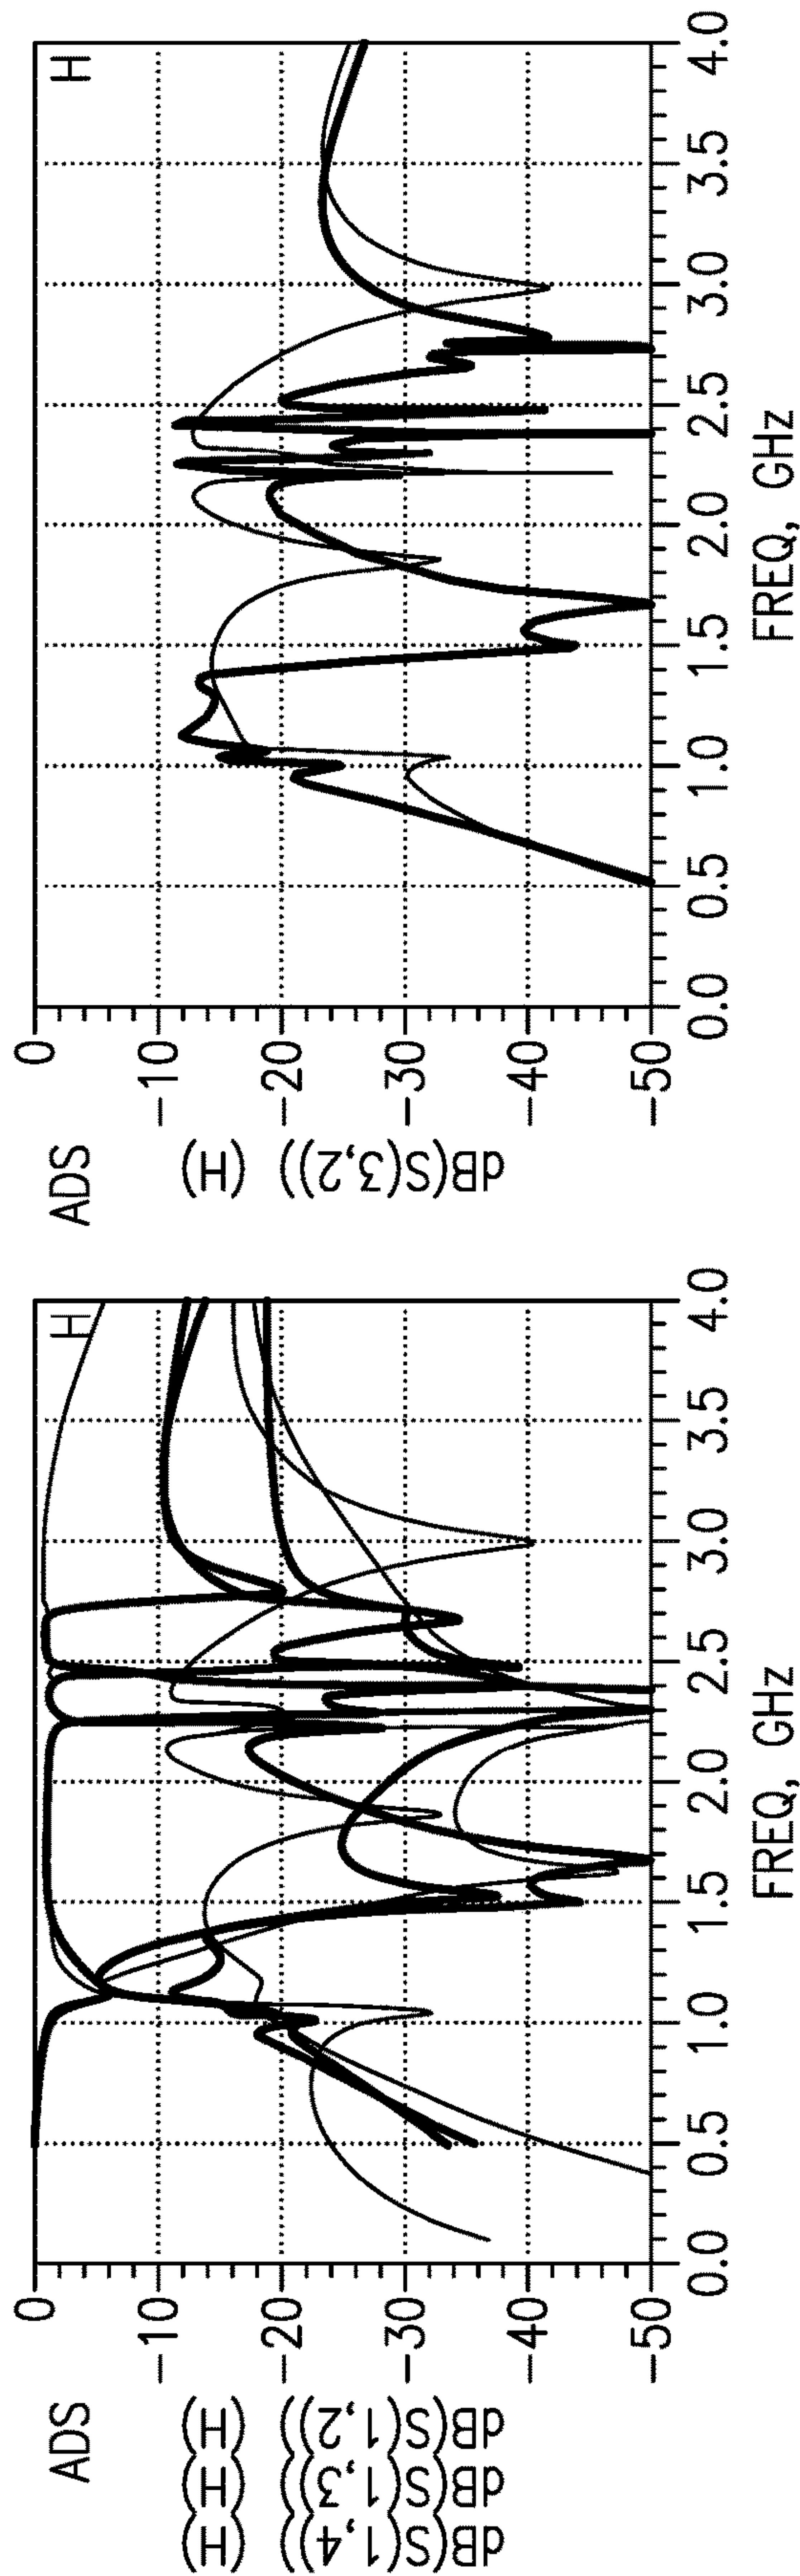 ADS
dB(S(1,4)) (H)
dB(S(1,3)) (H)
dB(S(1,2)) (H)
H
0
-10
-20
-30
-40
-50
0.0 0.5 1.0 1.5 2.0 2.5 3.0 3.5 4.0
FREQ, GHz
ADS
dB(S(3,2)) (H)
H
0
-10
-20
-30
-40
-50
0.0 0.5 1.0 1.5 2.0 2.5 3.0 3.5 4.0
FREQ, GHz